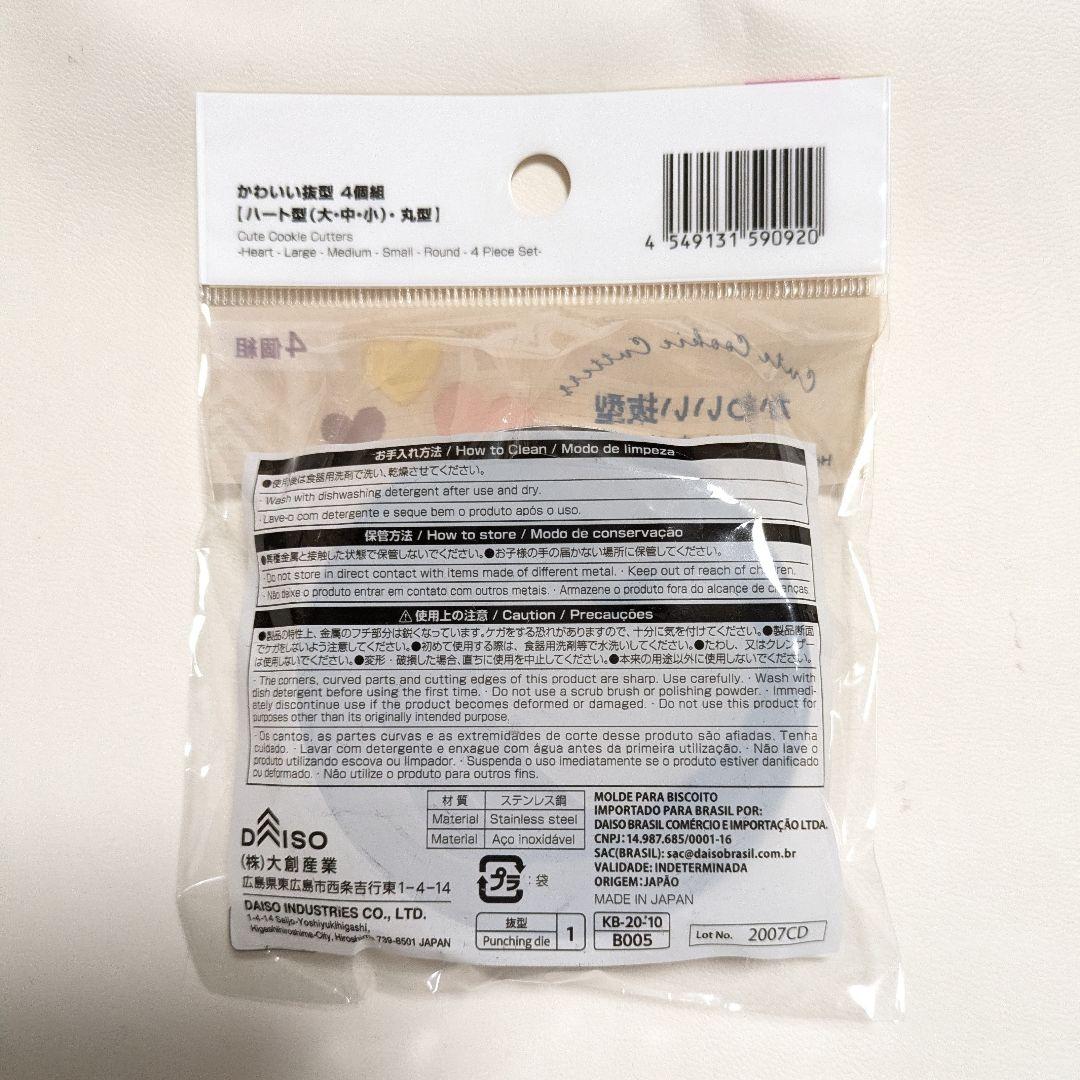 かわいい抜型 4個組
【ハート型(大・中・小)・丸型】
Cute Cookie Cutters
-Heart - Large - Medium - Small - Round - 4 Piece Set-
4 549131 590920
4個組
Cute Cookie Cutters
かわいい抜型
お手入れ方法 / How to Clean / Modo de limpeza
●使用後は食器用洗剤で洗い、乾燥させてください。
· Wash with dishwashing detergent after use and dry.
· Lave-o com detergente e seque bem o produto após o uso.
保管方法 / How to store / Modo de conservação
●異種金属と接触した状態で保管しないでください。●お子様の手の届かない場所に保管してください。
· Do not store in direct contact with items made of different metal. · Keep out of reach of children.
· Não deixe o produto entrar em contato com outros metais. · Armazene o produto fora do alcance de crianças.
⚠使用上の注意 / Caution / Precauções
●製品の特性上、金属のフチ部分は鋭くなっています。ケガをする恐れがありますので、十分に気を付けてください。●製品断面
でケガをしないよう注意してください。●初めて使用する際は、食器用洗剤等で水洗いしてください。●たわし、又はクレンザー
は使用しないでください。●変形・破損した場合、直ちに使用を中止してください。●本来の用途以外に使用しないでください。
· The corners, curved parts and cutting edges of this product are sharp. Use carefully. · Wash with
dish detergent before using the first time. · Do not use a scrub brush or polishing powder. · Immedi-
ately discontinue use if the product becomes deformed or damaged. · Do not use this product for
purposes other than its originally intended purpose.
· Os cantos, as partes curvas e as extremidades de corte desse produto são afiadas. Tenha
cuidado. · Lavar com detergente e enxague com água antes da primeira utilização. · Não lave o
produto utilizando escova ou limpador. · Suspenda o uso imediatamente se o produto estiver danificado
ou deformado. · Não utilize o produto para outros fins.
材質 ステンレス鋼
Material Stainless steel
Material Aço inoxidável
プラ :袋
抜型
Punching die 1
DAISO
(株)大創産業
広島県東広島市西条吉行東1-4-14
DAISO INDUSTRIES CO., LTD.
1-4-14 Saijo-Yoshiyukihigashi,
Higashihiroshima-City, Hiroshima 739-8501 JAPAN
MOLDE PARA BISCOITO
IMPORTADO PARA BRASIL POR:
DAISO BRASIL COMÉRCIO E IMPORTAÇÃO LTDA.
CNPJ: 14.987.685/0001-16
SAC(BRASIL): sac@daisobrasil.com.br
VALIDADE: INDETERMINADA
ORIGEM: JAPÃO
MADE IN JAPAN
KB-20-'10
B005
Lot No. 2007CD